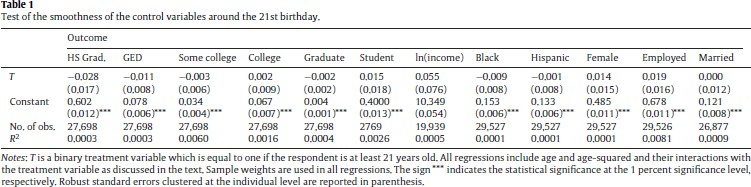 Table 1
Test of the smoothness of the control variables around the 21st birthday.
Outcome
HS Grad. GED Some college College Graduate Student ln(income) Black Hispanic Female Employed Married
T −0.028 −0.011 −0.003 0.002 −0.002 0.015 0.055 −0.009 −0.001 0.014 0.019 0.000
(0.017) (0.008) (0.006) (0.009) (0.002) (0.018) (0.076) (0.008) (0.008) (0.015) (0.016) (0.012)
Constant 0.602 0.078 0.034 0.067 0.004 0.4000 10.349 0.153 0.133 0.485 0.678 0.121
(0.012)*** (0.006)*** (0.004)*** (0.007)*** (0.001)*** (0.013)*** (0.054) (0.006)*** (0.006)*** (0.011)*** (0.011)*** (0.008)***
No. of obs. 27,698 27,698 27,698 27,698 27,698 2769 19,939 29,527 29,527 29,527 29,526 26,877
R² 0.0003 0.0003 0.0060 0.0016 0.0004 0.0026 0.0005 0.0001 0.0001 0.0001 0.0081 0.0009
Notes: T is a binary treatment variable which is equal to one if the respondent is at least 21 years old. All regressions include age and age-squared and their interactions with
the treatment variable as discussed in the text. Sample weights are used in all regressions. The sign *** indicates the statistical significance at the 1 percent significance level,
respectively. Robust standard errors clustered at the individual level are reported in parenthesis.